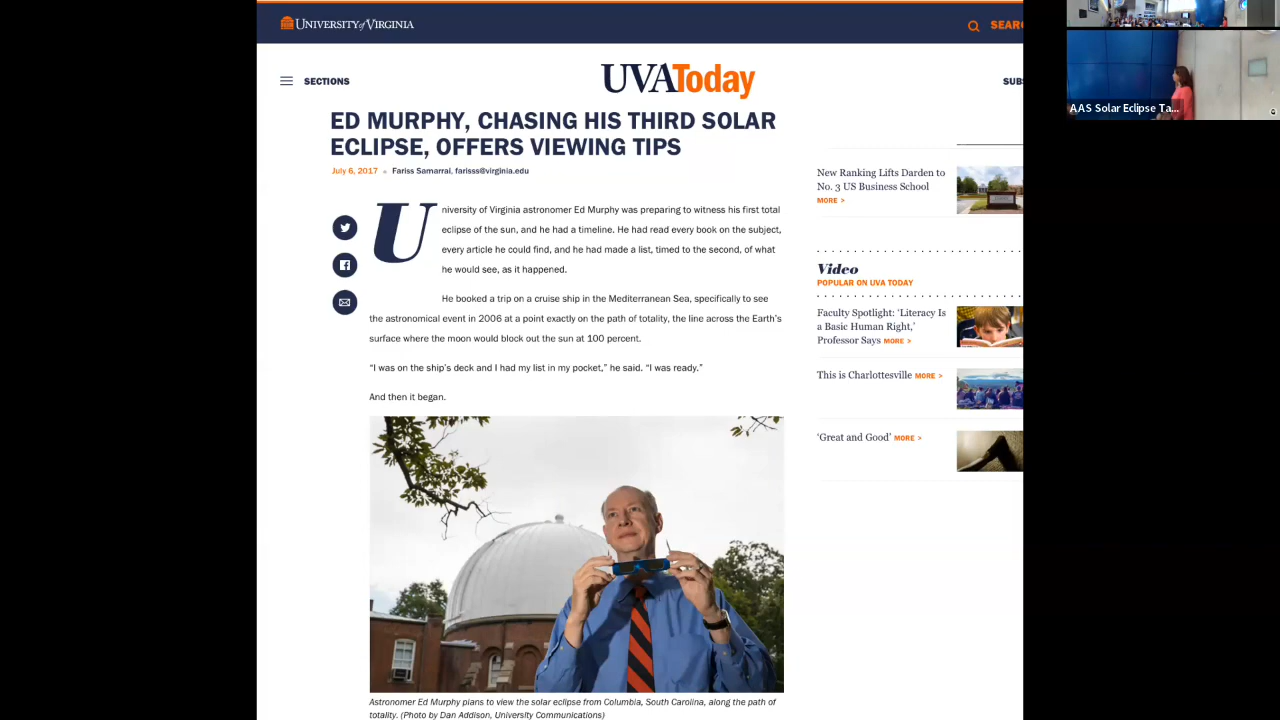 UNIVERSITY of VIRGINIA
SEARC
SECTIONS
UVAToday
SUBS
ED MURPHY, CHASING HIS THIRD SOLAR
ECLIPSE, OFFERS VIEWING TIPS
July 6, 2017 Fariss Samarrai, farisss@virginia.edu
University of Virginia astronomer Ed Murphy was preparing to witness his first total
eclipse of the sun, and he had a timeline. He had read every book on the subject,
every article he could find, and he had made a list, timed to the second, of what
he would see, as it happened.
He booked a trip on a cruise ship in the Mediterranean Sea, specifically to see
the astronomical event in 2006 at a point exactly on the path of totality, the line across the Earth's
surface where the moon would block out the sun at 100 percent.
“I was on the ship's deck and I had my list in my pocket,” he said. “I was ready.”
And then it began.
Astronomer Ed Murphy plans to view the solar eclipse from Columbia, South Carolina, along the path of
totality. (Photo by Dan Addison, University Communications)
New Ranking Lifts Darden to
No. 3 US Business School
MORE >
Video
POPULAR ON UVA TODAY
Faculty Spotlight: ‘Literacy Is
a Basic Human Right,’
Professor Says MORE >
This is Charlottesville MORE >
‘Great and Good’ MORE >
AAS Solar Eclipse Ta...